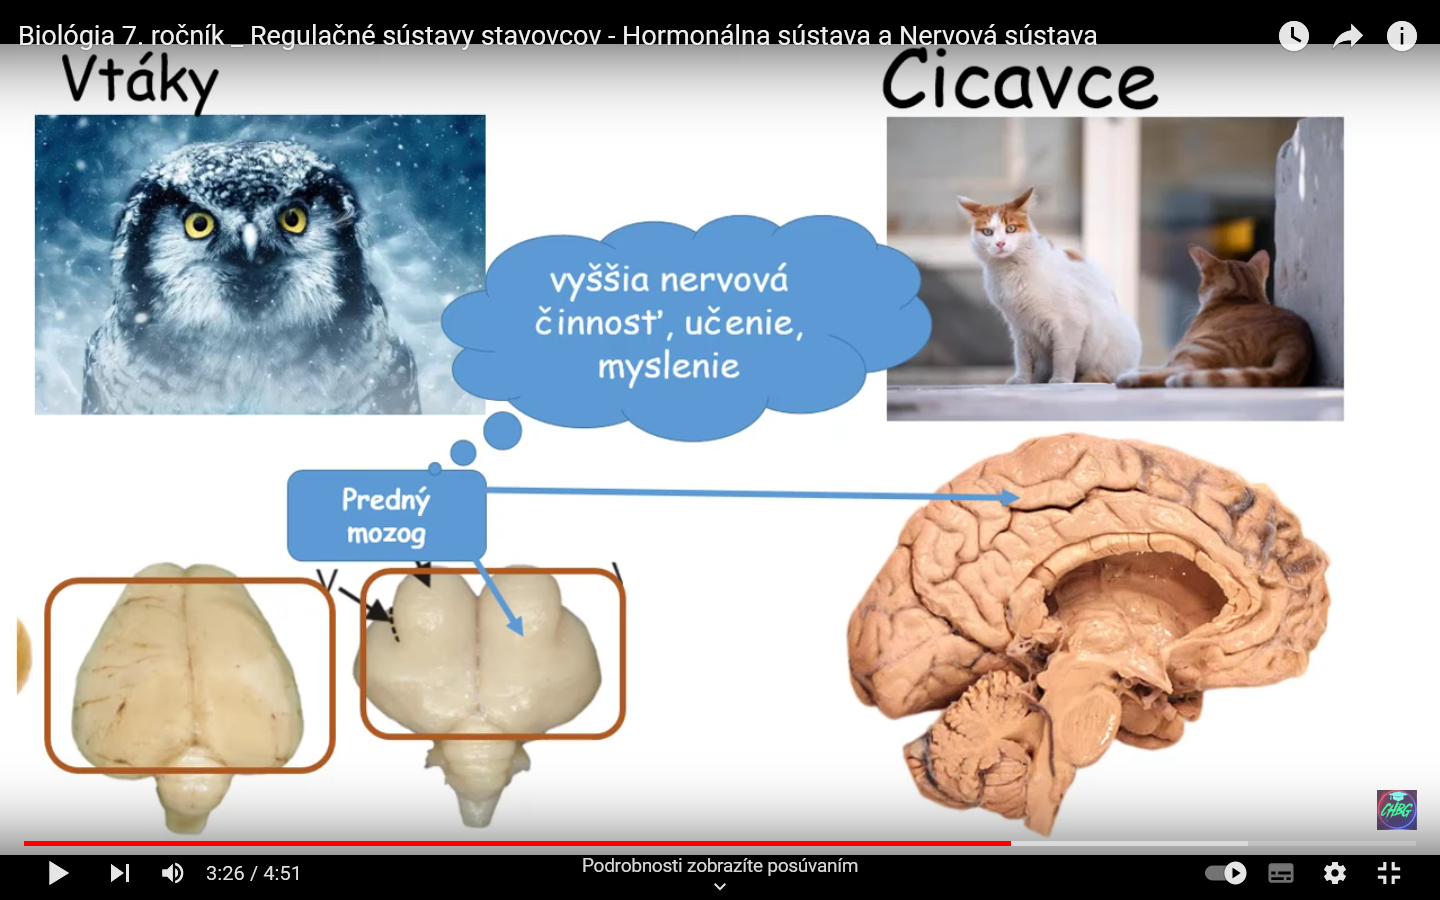 Biológia 7. ročník _ Regulačné sústavy stavovcov - Hormonálna sústava a Nervová sústava
Vtáky
Cicavce
vyššia nervová
činnosť, učenie,
myslenie
Predný
mozog
V
CHBG
3:26 / 4:51
Podrobnosti zobrazíte posúvaním